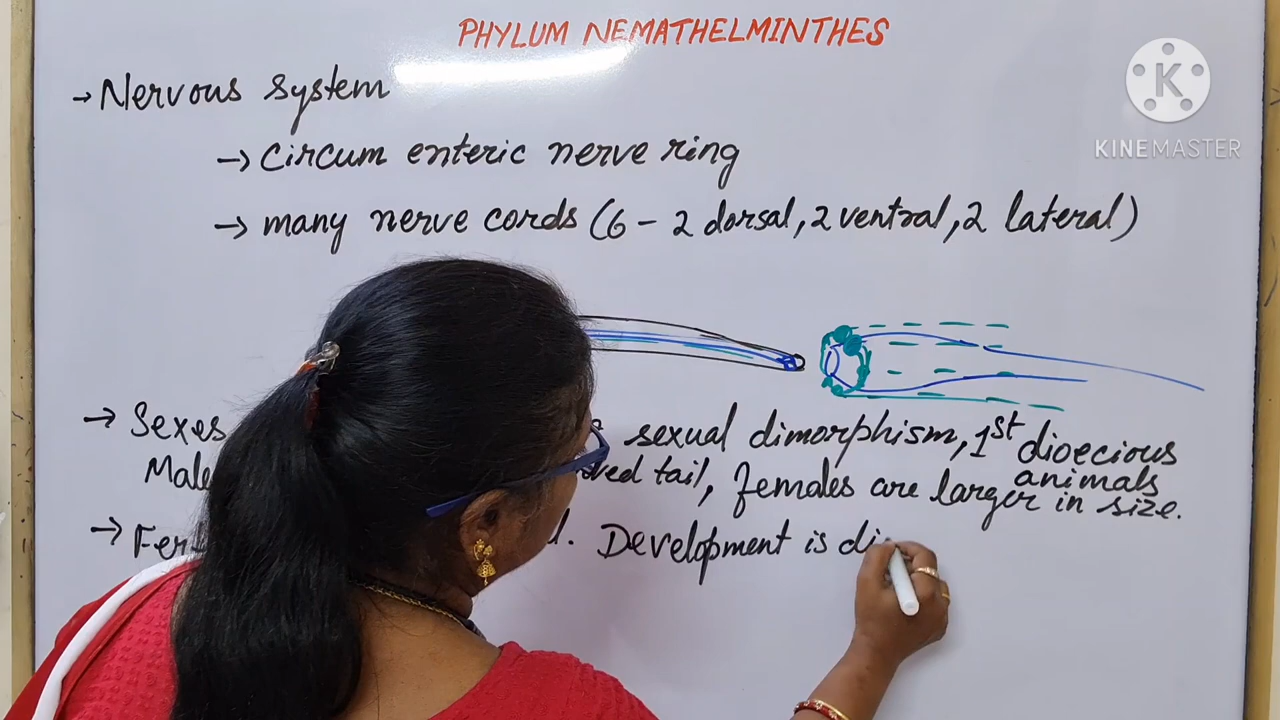 PHYLUM NEMATHELMINTHES
K
KINEMASTER
→ Nervous system
→ Circum enteric nerve ring
→ many nerve cords (6 - 2 dorsal, 2 ventral, 2 lateral)
→ Sexes sexual dimorphism, 1st dioecious
animals
Male tail, females are larger in size.
→ Fer d. Development is di